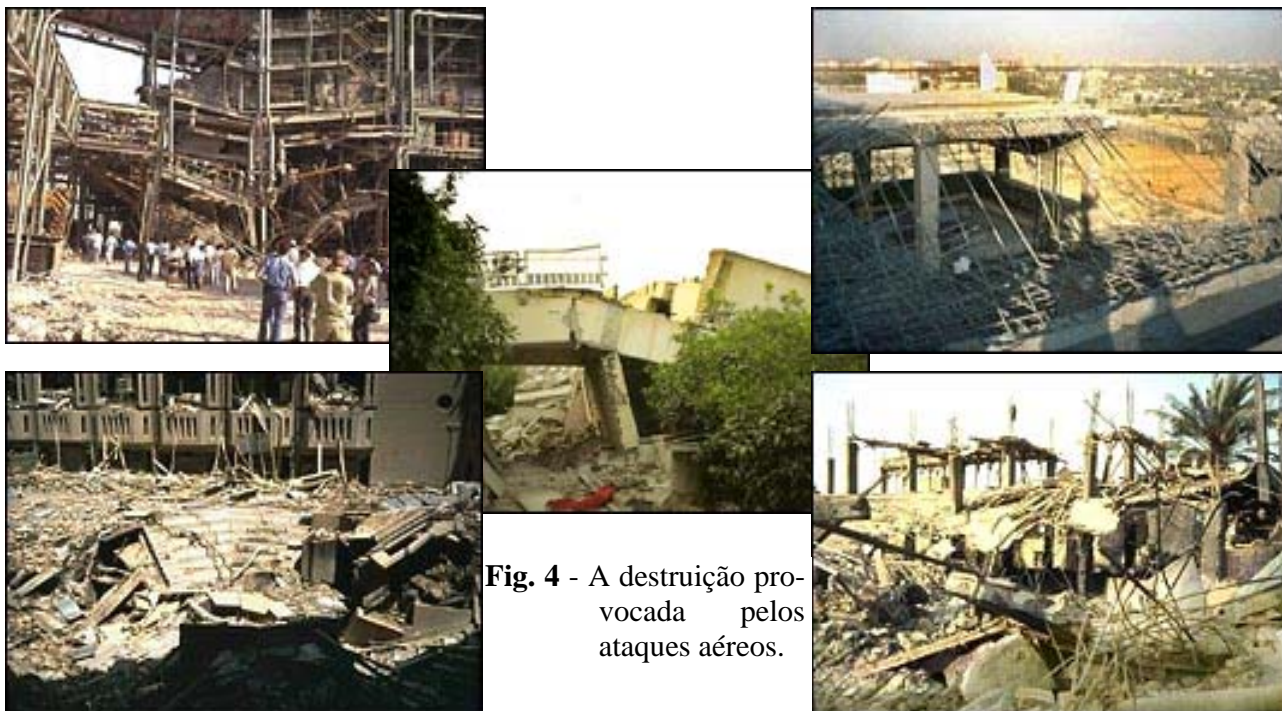 Fig. 4 - A destruição pro-
vocada pelos
ataques aéreos.